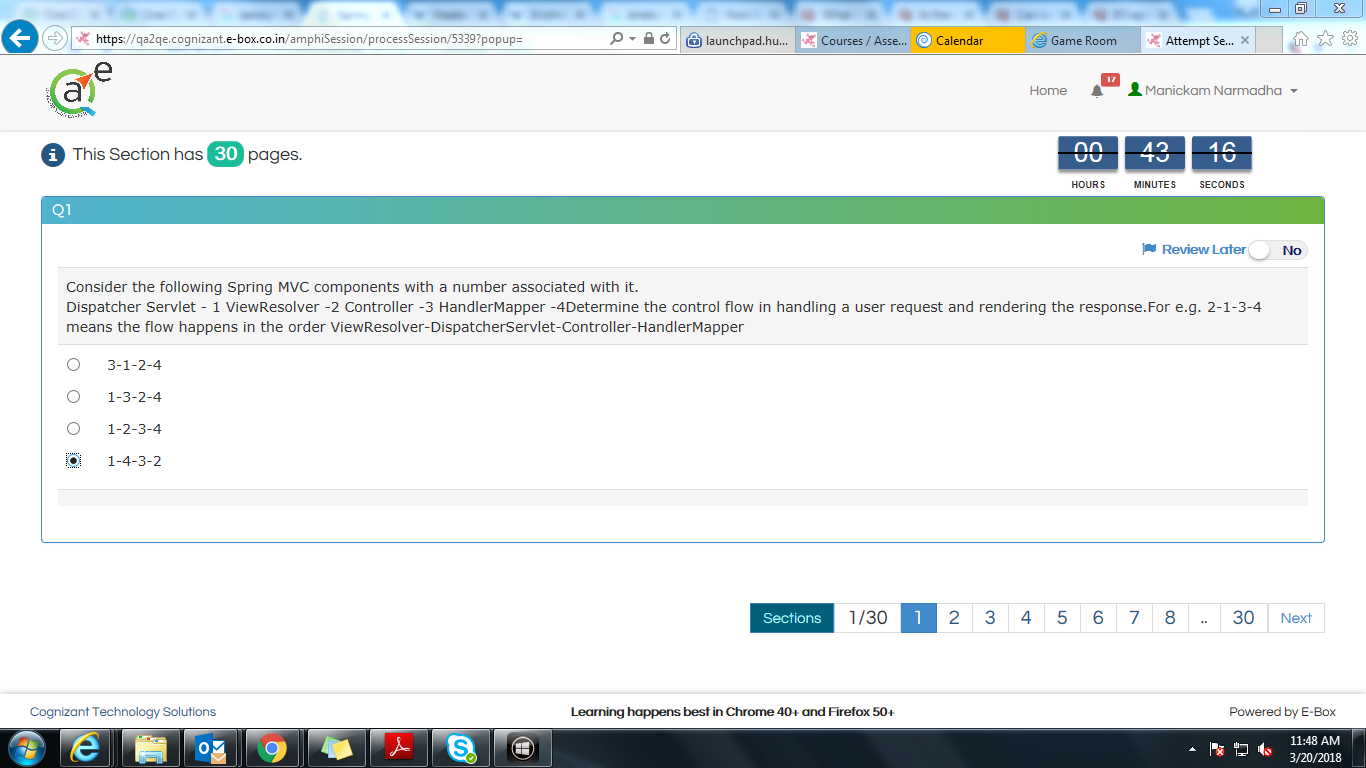 https://qa2qe.cognizant.e-box.co.in/amphiSession/processSession/5339?popup=
launchpad.hu...
Courses / Asse...
Calendar
Game Room
Attempt Se...
a e
Home
17
Manickam Narmadha
This Section has 30 pages.
00 43 16
HOURS MINUTES SECONDS
Q1
Review Later No
Consider the following Spring MVC components with a number associated with it.
Dispatcher Servlet - 1 ViewResolver -2 Controller -3 HandlerMapper -4Determine the control flow in handling a user request and rendering the response.For e.g. 2-1-3-4
means the flow happens in the order ViewResolver-DispatcherServlet-Controller-HandlerMapper
3-1-2-4
1-3-2-4
1-2-3-4
1-4-3-2
Sections 1/30 1 2 3 4 5 6 7 8 .. 30 Next
Cognizant Technology Solutions
Learning happens best in Chrome 40+ and Firefox 50+
Powered by E-Box
11:48 AM
3/20/2018